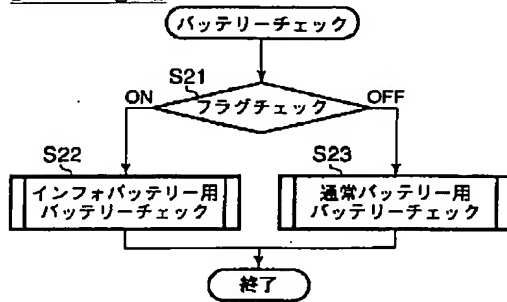 バッテリーチェック
S21
ON
フラグチェック
OFF
S22
S23
インフォバッテリー用
バッテリーチェック
通常バッテリー用
バッテリーチェック
終了